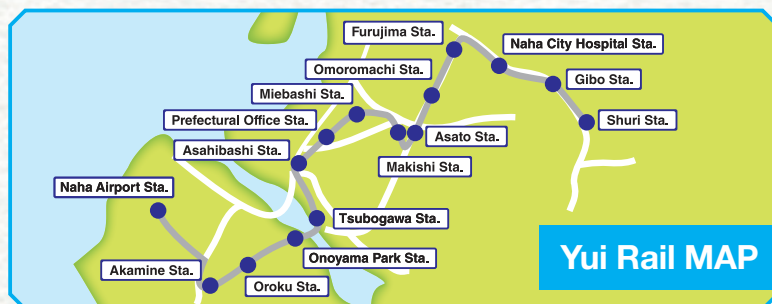 Furujima Sta.
Naha City Hospital Sta.
Omoromachi Sta.
Gibo Sta.
Miebashi Sta.
Prefectural Office Sta.
Shuri Sta.
Asato Sta.
Asahibashi Sta.
Makishi Sta.
Naha Airport Sta.
Tsubogawa Sta.
Onoyama Park Sta.
Akamine Sta.
Oroku Sta.
Yui Rail MAP